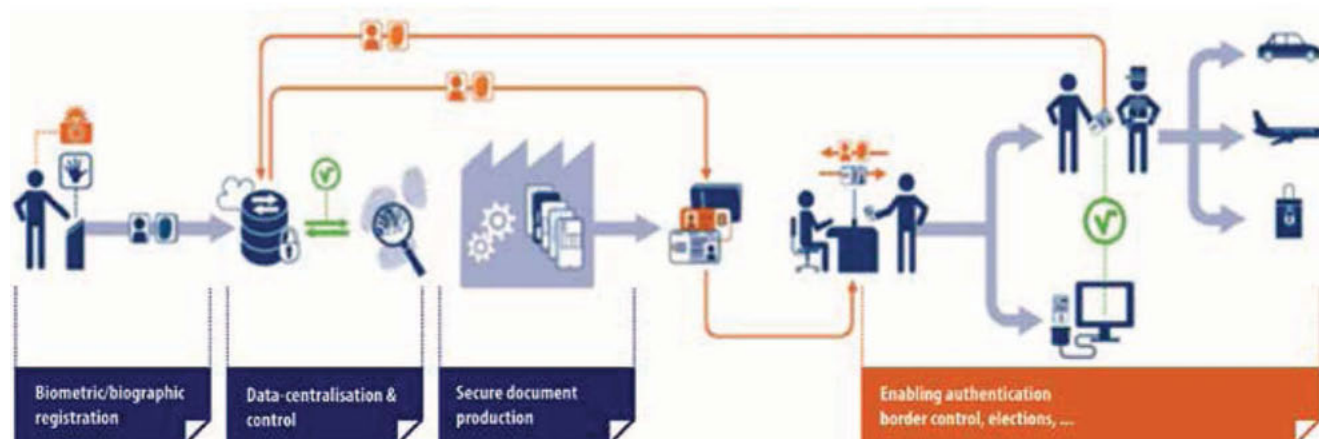 Biometric/biographic
registration
Data-centralisation &
control
Secure document
production
Enabling authentication
border control, elections, ...